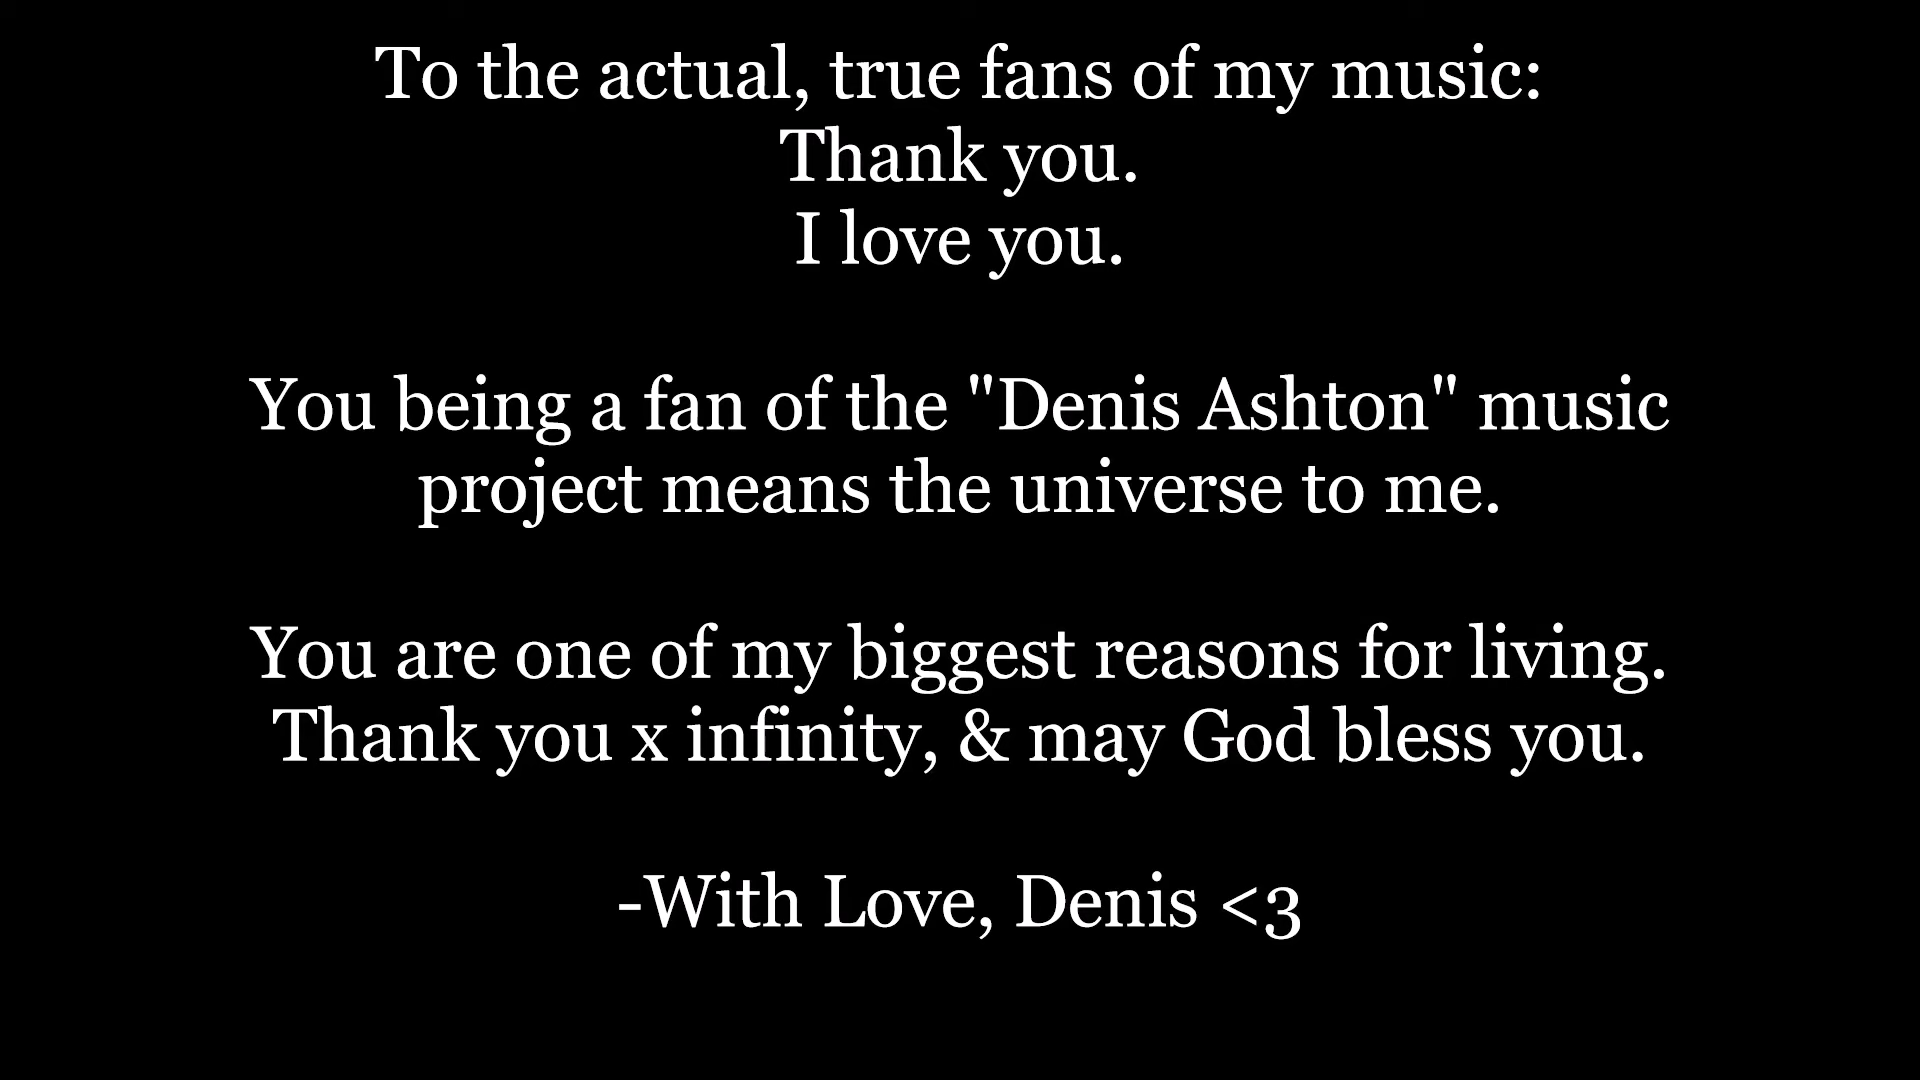 To the actual, true fans of my music:
Thank you.
I love you.
You being a fan of the "Denis Ashton" music
project means the universe to me.
You are one of my biggest reasons for living.
Thank you x infinity, & may God bless you.
-With Love, Denis <3